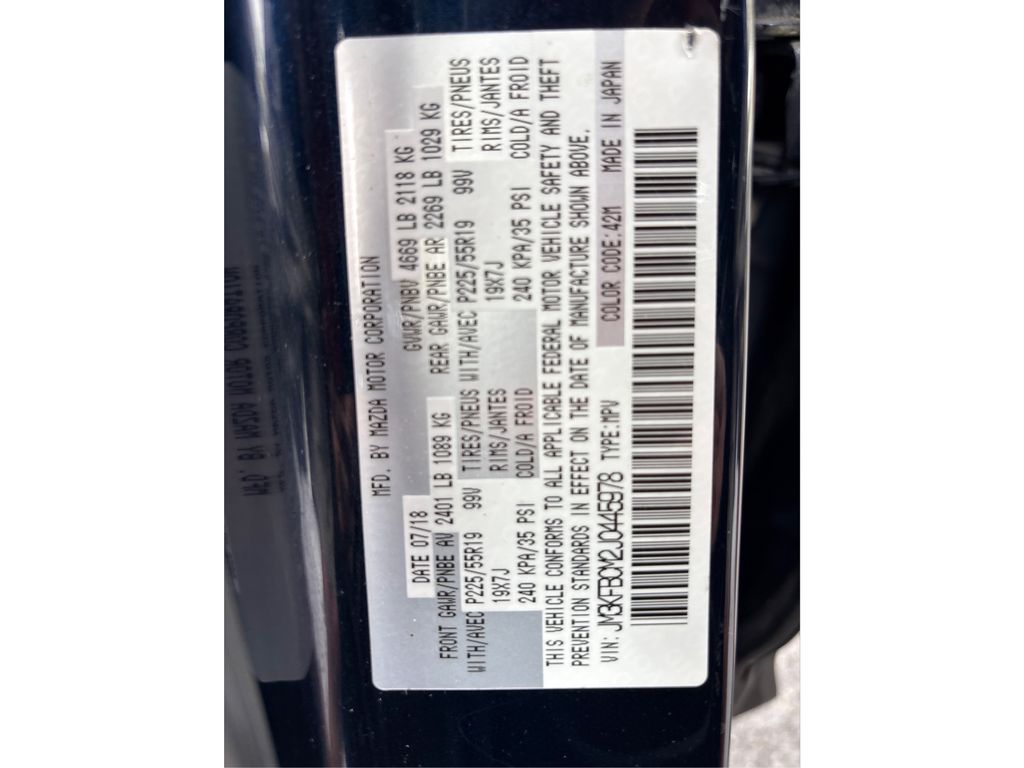 MFD. BY MAZDA MOTOR CORPORATION
DATE 07/18 GVWR/PNBV 4669 LB 2118 KG
FRONT GAWR/PNBE AV 2401 LB 1089 KG REAR GAWR/PNBE AR 2269 LB 1029 KG
WITH/AVEC P225/55R19 99V TIRES/PNEUS WITH/AVEC P225/55R19 99V TIRES/PNEUS
19X7J RIMS/JANTES 19X7J RIMS/JANTES
240 KPA/35 PSI COLD/A FROID 240 KPA/35 PSI COLD/A FROID
THIS VEHICLE CONFORMS TO ALL APPLICABLE FEDERAL MOTOR VEHICLE SAFETY AND THEFT
PREVENTION STANDARDS IN EFFECT ON THE DATE OF MANUFACTURE SHOWN ABOVE.
VIN: JM3KFBCM2J0445978 TYPE:MPV COLOR CODE:42M MADE IN JAPAN